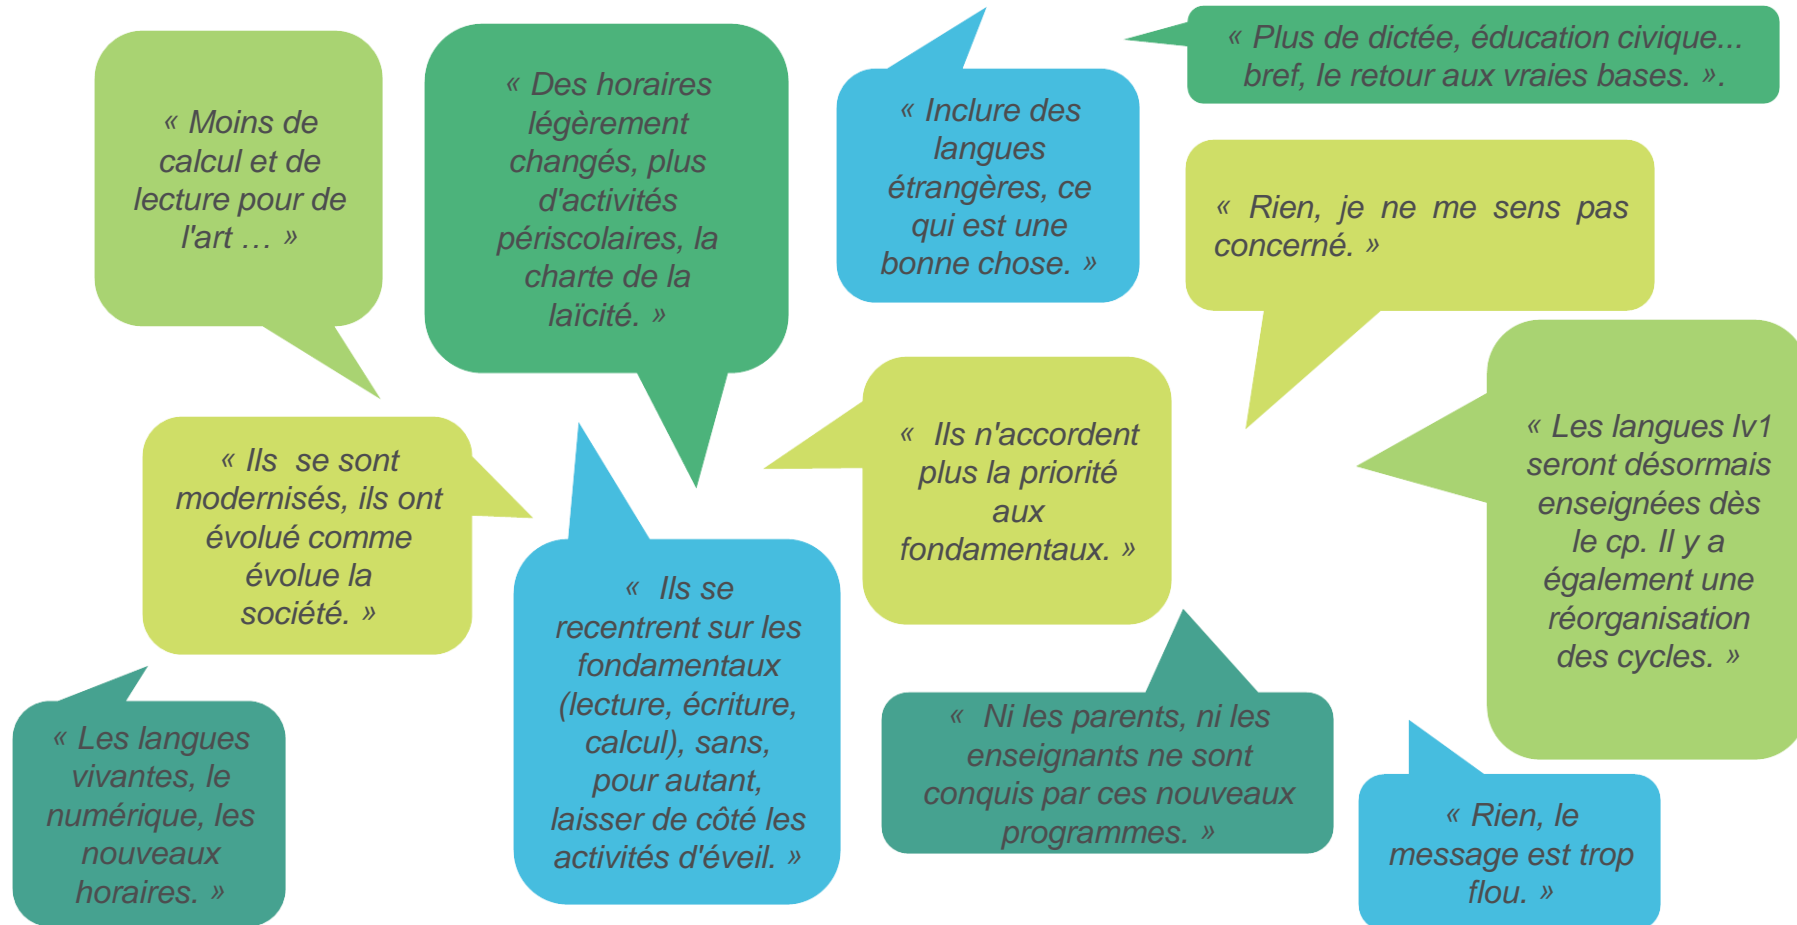 « Moins de
calcul et de
lecture pour de
l'art … »
« Des horaires
légèrement
changés, plus
d'activités
périscolaires, la
charte de la
laïcité. »
« Inclure des
langues
étrangères, ce
qui est une
bonne chose. »
« Plus de dictée, éducation civique...
bref, le retour aux vraies bases. ».
« Rien, je ne me sens pas
concerné. »
« Ils se sont
modernisés, ils ont
évolué comme
évolue la
société. »
« Ils se
recentrent sur les
fondamentaux
(lecture, écriture,
calcul), sans,
pour autant,
laisser de côté les
activités d'éveil. »
« Ils n'accordent
plus la priorité
aux
fondamentaux. »
« Les langues lv1
seront désormais
enseignées dès
le cp. Il y a
également une
réorganisation
des cycles. »
« Les langues
vivantes, le
numérique, les
nouveaux
horaires. »
« Ni les parents, ni les
enseignants ne sont
conquis par ces nouveaux
programmes. »
« Rien, le
message est trop
flou. »